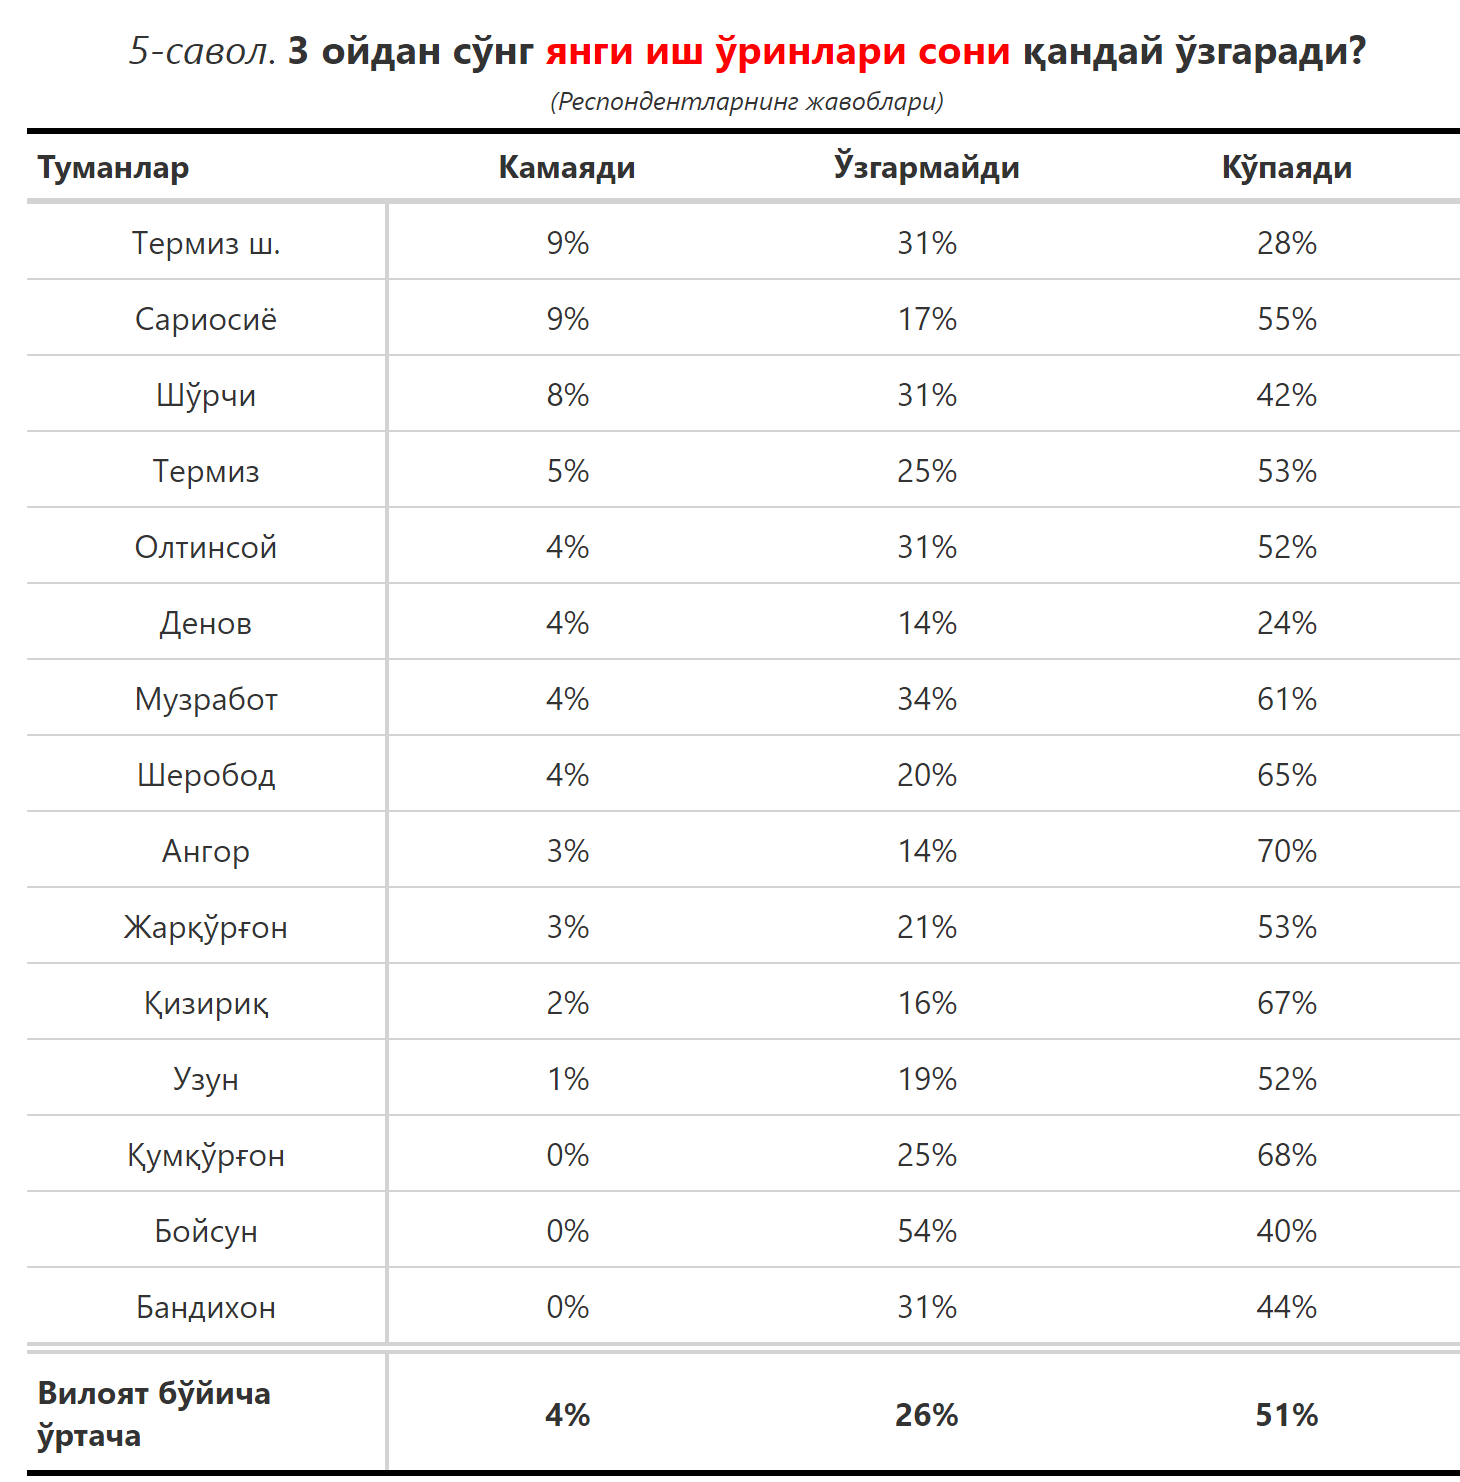 5-савол. 3 ойдан сўнг янги иш ўринлари сони қандай ўзгаради?
(Респондентларнинг жавоблари)
Туманлар Камаяди Ўзгармайди Кўпаяди
Термиз ш. 9% 31% 28%
Сариосиё 9% 17% 55%
Шўрчи 8% 31% 42%
Термиз 5% 25% 53%
Олтинсой 4% 31% 52%
Денов 4% 14% 24%
Музработ 4% 34% 61%
Шеробод 4% 20% 65%
Ангор 3% 14% 70%
Жарқўрғон 3% 21% 53%
Қизириқ 2% 16% 67%
Узун 1% 19% 52%
Қумқўрғон 0% 25% 68%
Бойсун 0% 54% 40%
Бандихон 0% 31% 44%
Вилоят бўйича
ўртача 4% 26% 51%